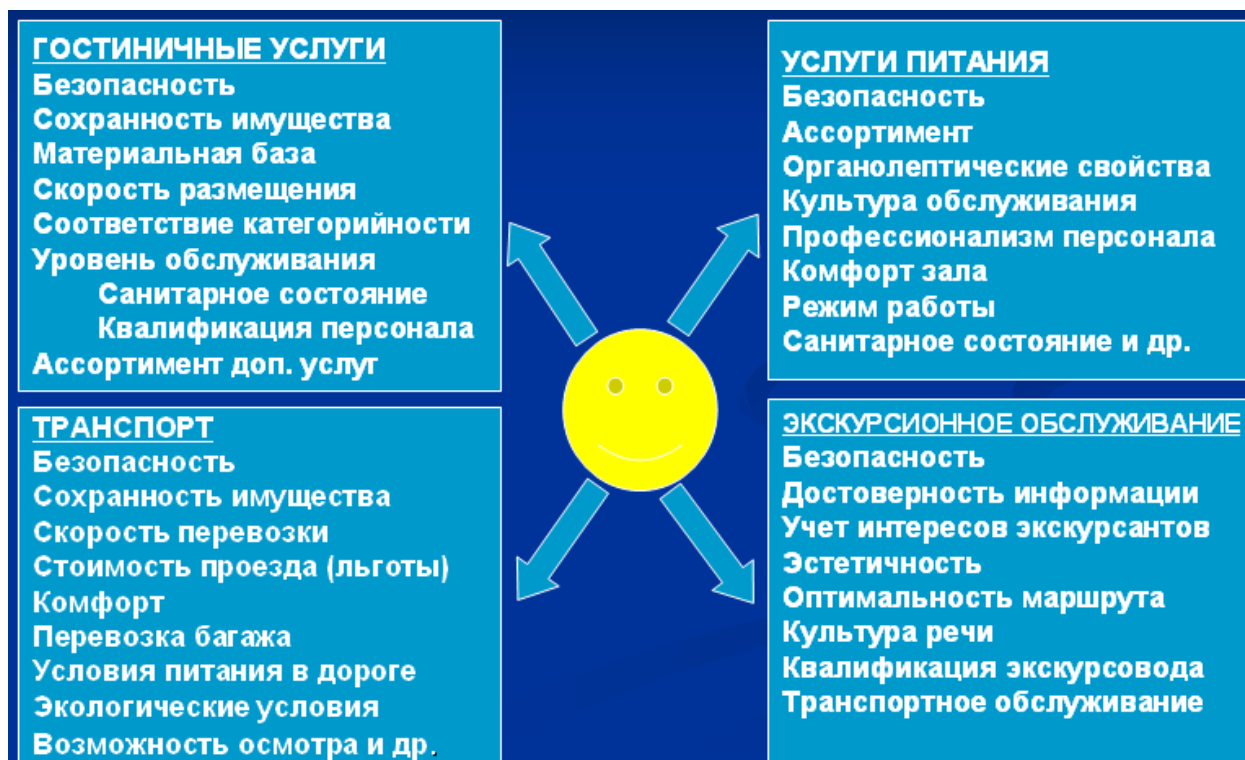 ГОСТИНИЧНЫЕ УСЛУГИ
Безопасность
Сохранность имущества
Материальная база
Скорость размещения
Соответствие категорийности
Уровень обслуживания
Санитарное состояние
Квалификация персонала
Ассортимент доп. услуг
УСЛУГИ ПИТАНИЯ
Безопасность
Ассортимент
Органолептические свойства
Культура обслуживания
Профессионализм персонала
Комфорт зала
Режим работы
Санитарное состояние и др.
ТРАНСПОРТ
Безопасность
Сохранность имущества
Скорость перевозки
Стоимость проезда (льготы)
Комфорт
Перевозка багажа
Условия питания в дороге
Экологические условия
Возможность осмотра и др.
ЭКСКУРСИОННОЕ ОБСЛУЖИВАНИЕ
Безопасность
Достоверность информации
Учет интересов экскурсантов
Эстетичность
Оптимальность маршрута
Культура речи
Квалификация экскурсовода
Транспортное обслуживание